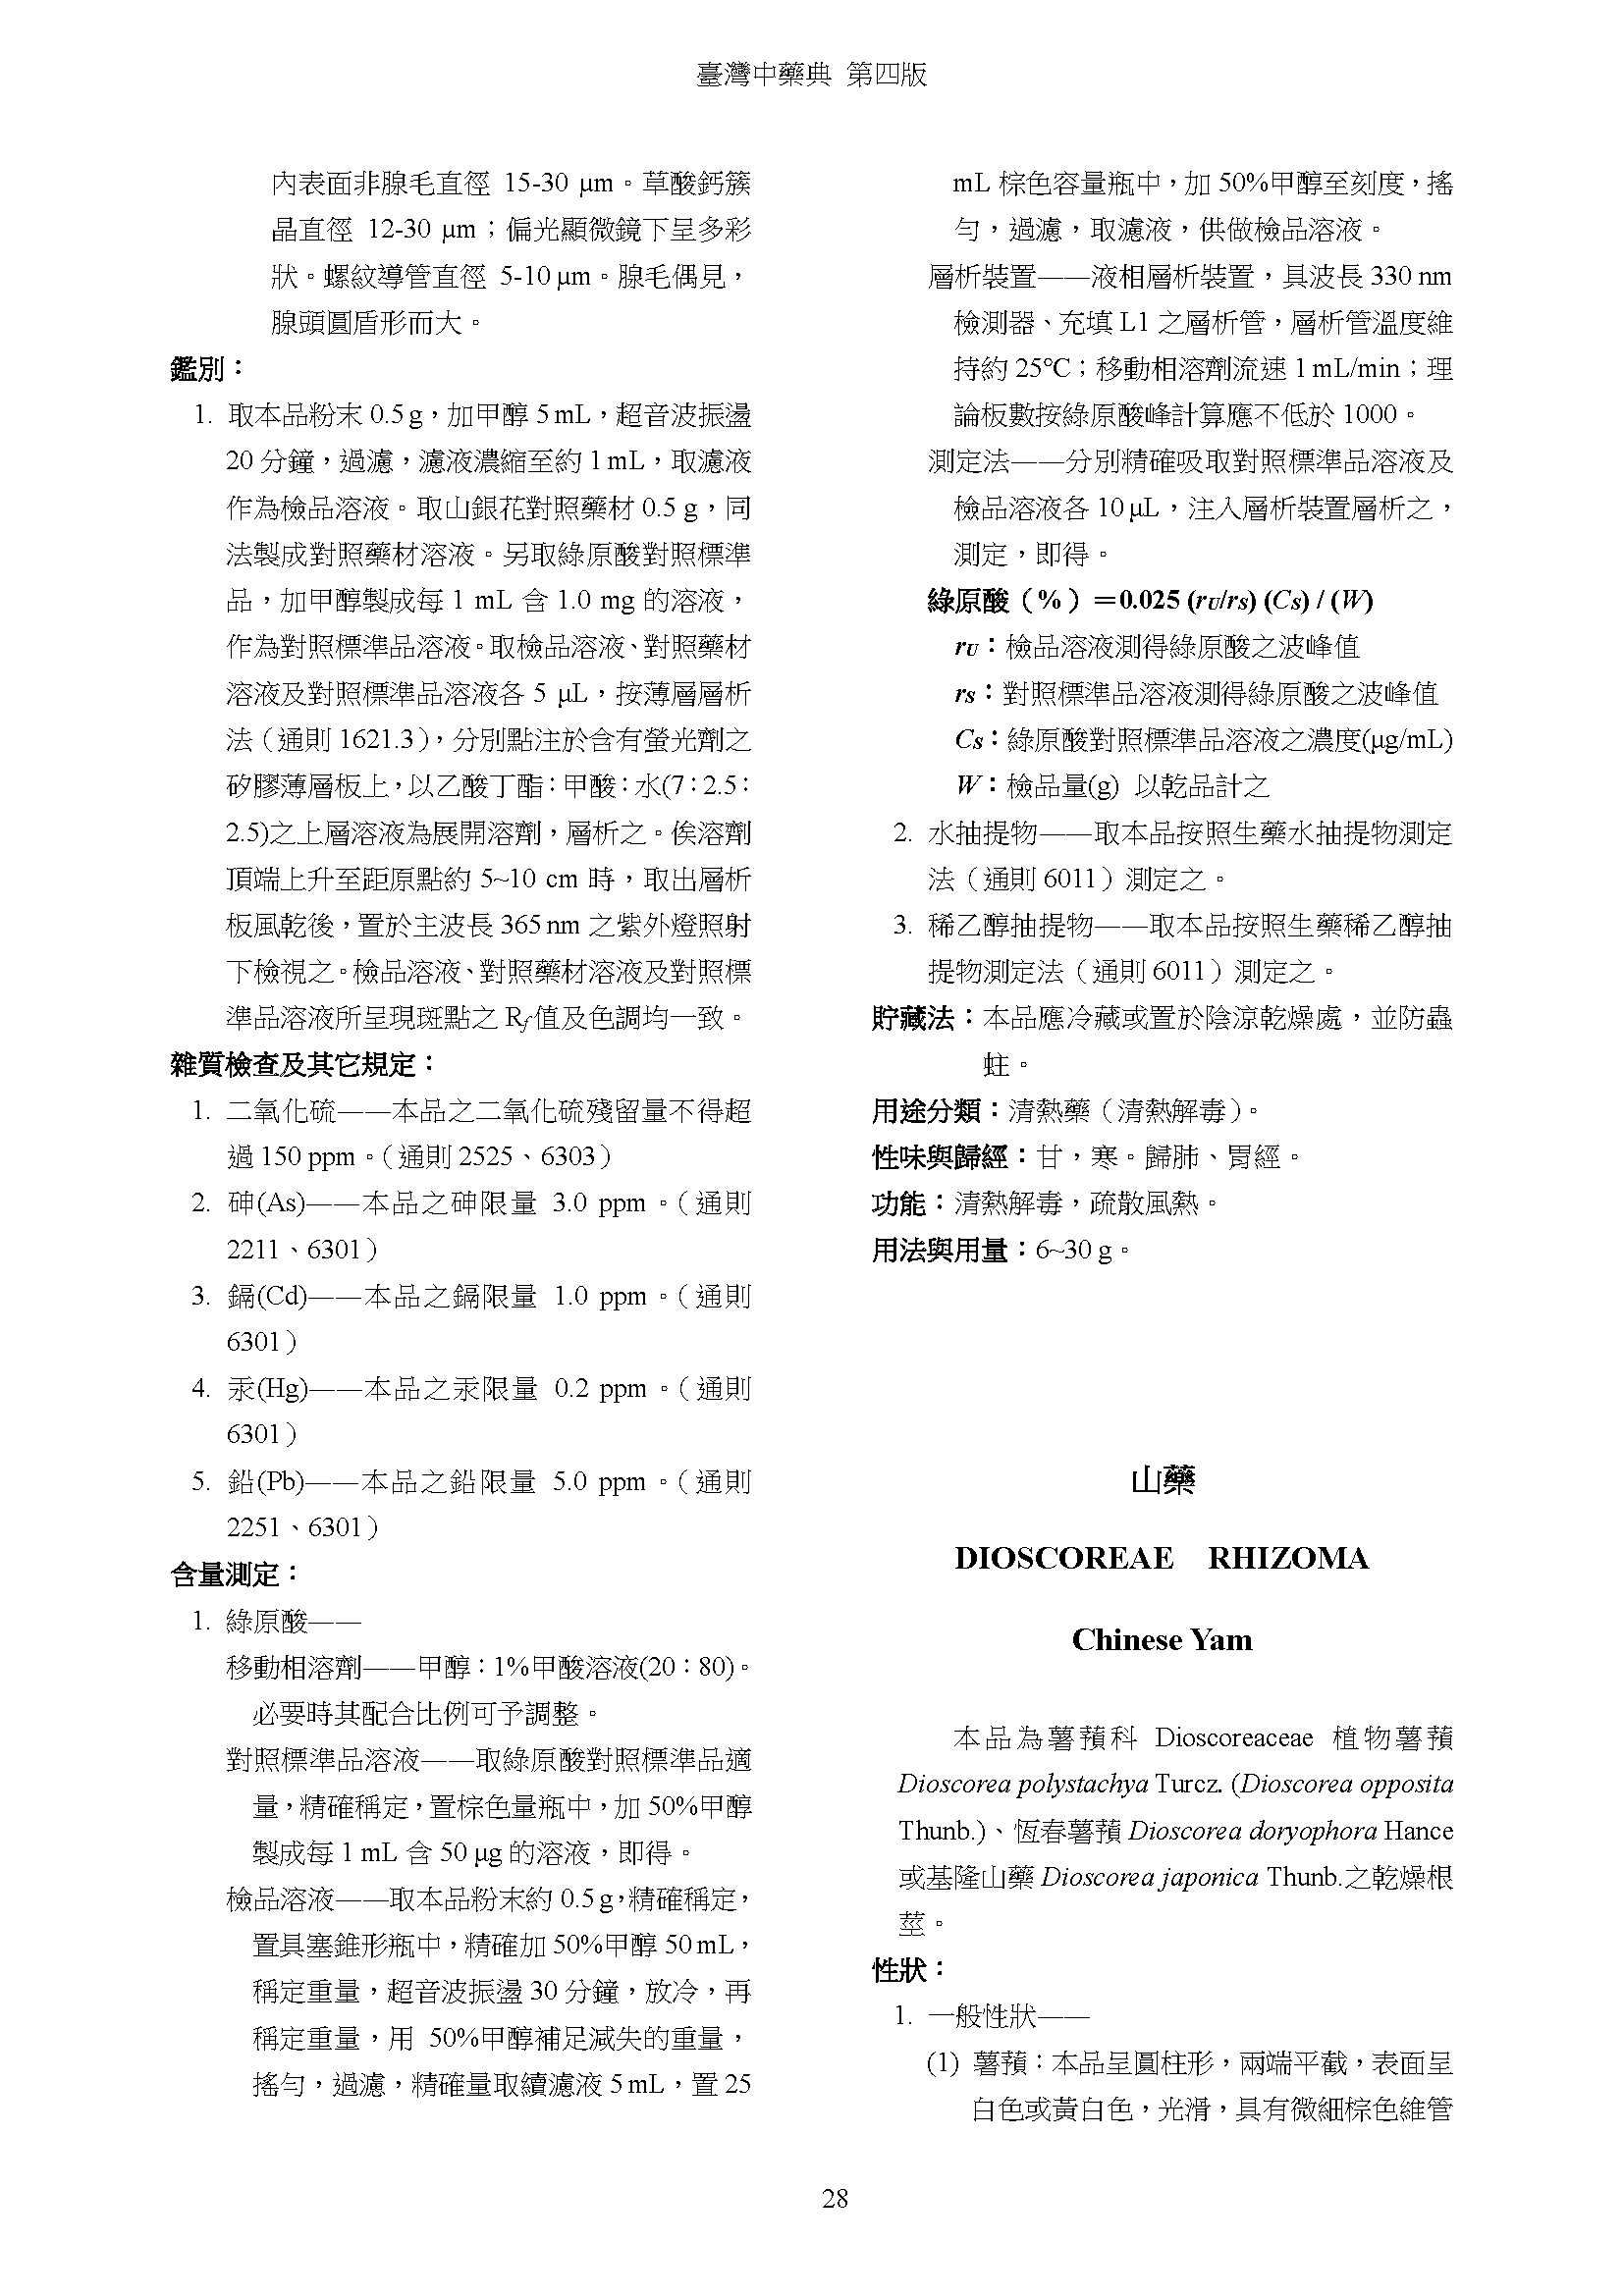 臺灣中藥典 第四版
內表面非腺毛直徑 15-30 μm。草酸鈣簇
晶直徑 12-30 μm；偏光顯微鏡下呈多彩
狀。螺紋導管直徑 5-10 μm。腺毛偶見，
腺頭圓盾形而大。
鑑別：
1. 取本品粉末 0.5 g，加甲醇 5 mL，超音波振盪
20 分鐘，過濾，濾液濃縮至約 1 mL，取濾液
作為檢品溶液。取山銀花對照藥材 0.5 g，同
法製成對照藥材溶液。另取綠原酸對照標準
品，加甲醇製成每 1 mL 含 1.0 mg 的溶液，
作為對照標準品溶液。取檢品溶液、對照藥材
溶液及對照標準品溶液各 5 μL，按薄層層析
法（通則 1621.3），分別點注於含有螢光劑之
矽膠薄層板上，以乙酸丁酯：甲酸：水(7：2.5：
2.5)之上層溶液為展開溶劑，層析之。俟溶劑
頂端上升至距原點約 5~10 cm 時，取出層析
板風乾後，置於主波長 365 nm 之紫外燈照射
下檢視之。檢品溶液、對照藥材溶液及對照標
準品溶液所呈現斑點之 Rf值及色調均一致。
雜質檢查及其它規定：
1. 二氧化硫——本品之二氧化硫殘留量不得超
過 150 ppm。（通則 2525、6303）
2. 砷(As)——本品之砷限量 3.0 ppm。（通則
2211、6301）
3. 鎘(Cd)——本品之鎘限量 1.0 ppm。（通則
6301）
4. 汞(Hg)——本品之汞限量 0.2 ppm。（通則
6301）
5. 鉛(Pb)——本品之鉛限量 5.0 ppm。（通則
2251、6301）
含量測定：
1. 綠原酸——
移動相溶劑——甲醇：1%甲酸溶液(20：80)。
必要時其配合比例可予調整。
對照標準品溶液——取綠原酸對照標準品適
量，精確稱定，置棕色量瓶中，加 50%甲醇
製成每 1 mL 含 50 μg 的溶液，即得。
檢品溶液——取本品粉末約 0.5 g，精確稱定，
置具塞錐形瓶中，精確加 50%甲醇 50 mL，
稱定重量，超音波振盪 30 分鐘，放冷，再
稱定重量，用 50%甲醇補足減失的重量，
搖勻，過濾，精確量取續濾液 5 mL，置 25
mL 棕色容量瓶中，加 50%甲醇至刻度，搖
勻，過濾，取濾液，供做檢品溶液。
層析裝置——液相層析裝置，具波長 330 nm
檢測器、充填 L1 之層析管，層析管溫度維
持約 25℃；移動相溶劑流速 1 mL/min；理
論板數按綠原酸峰計算應不低於 1000。
測定法——分別精確吸取對照標準品溶液及
檢品溶液各 10 μL，注入層析裝置層析之，
測定，即得。
綠原酸（%）＝0.025 (rU/rS) (CS) / (W)
rU：檢品溶液測得綠原酸之波峰值
rS：對照標準品溶液測得綠原酸之波峰值
CS：綠原酸對照標準品溶液之濃度(μg/mL)
W：檢品量(g) 以乾品計之
2. 水抽提物——取本品按照生藥水抽提物測定
法（通則 6011）測定之。
3. 稀乙醇抽提物——取本品按照生藥稀乙醇抽
提物測定法（通則 6011）測定之。
貯藏法：本品應冷藏或置於陰涼乾燥處，並防蟲
蛀。
用途分類：清熱藥（清熱解毒）。
性味與歸經：甘，寒。歸肺、胃經。
功能：清熱解毒，疏散風熱。
用法與用量：6~30 g。
山藥
DIOSCOREAE RHIZOMA
Chinese Yam
本品為薯蕷科 Dioscoreaceae 植物薯蕷
Dioscorea polystachya Turcz. (Dioscorea opposita
Thunb.)、恆春薯蕷 Dioscorea doryophora Hance
或基隆山藥 Dioscorea japonica Thunb.之乾燥根
莖。
性狀：
1. 一般性狀——
(1) 薯蕷：本品呈圓柱形，兩端平截，表面呈
白色或黃白色，光滑，具有微細棕色維管
28